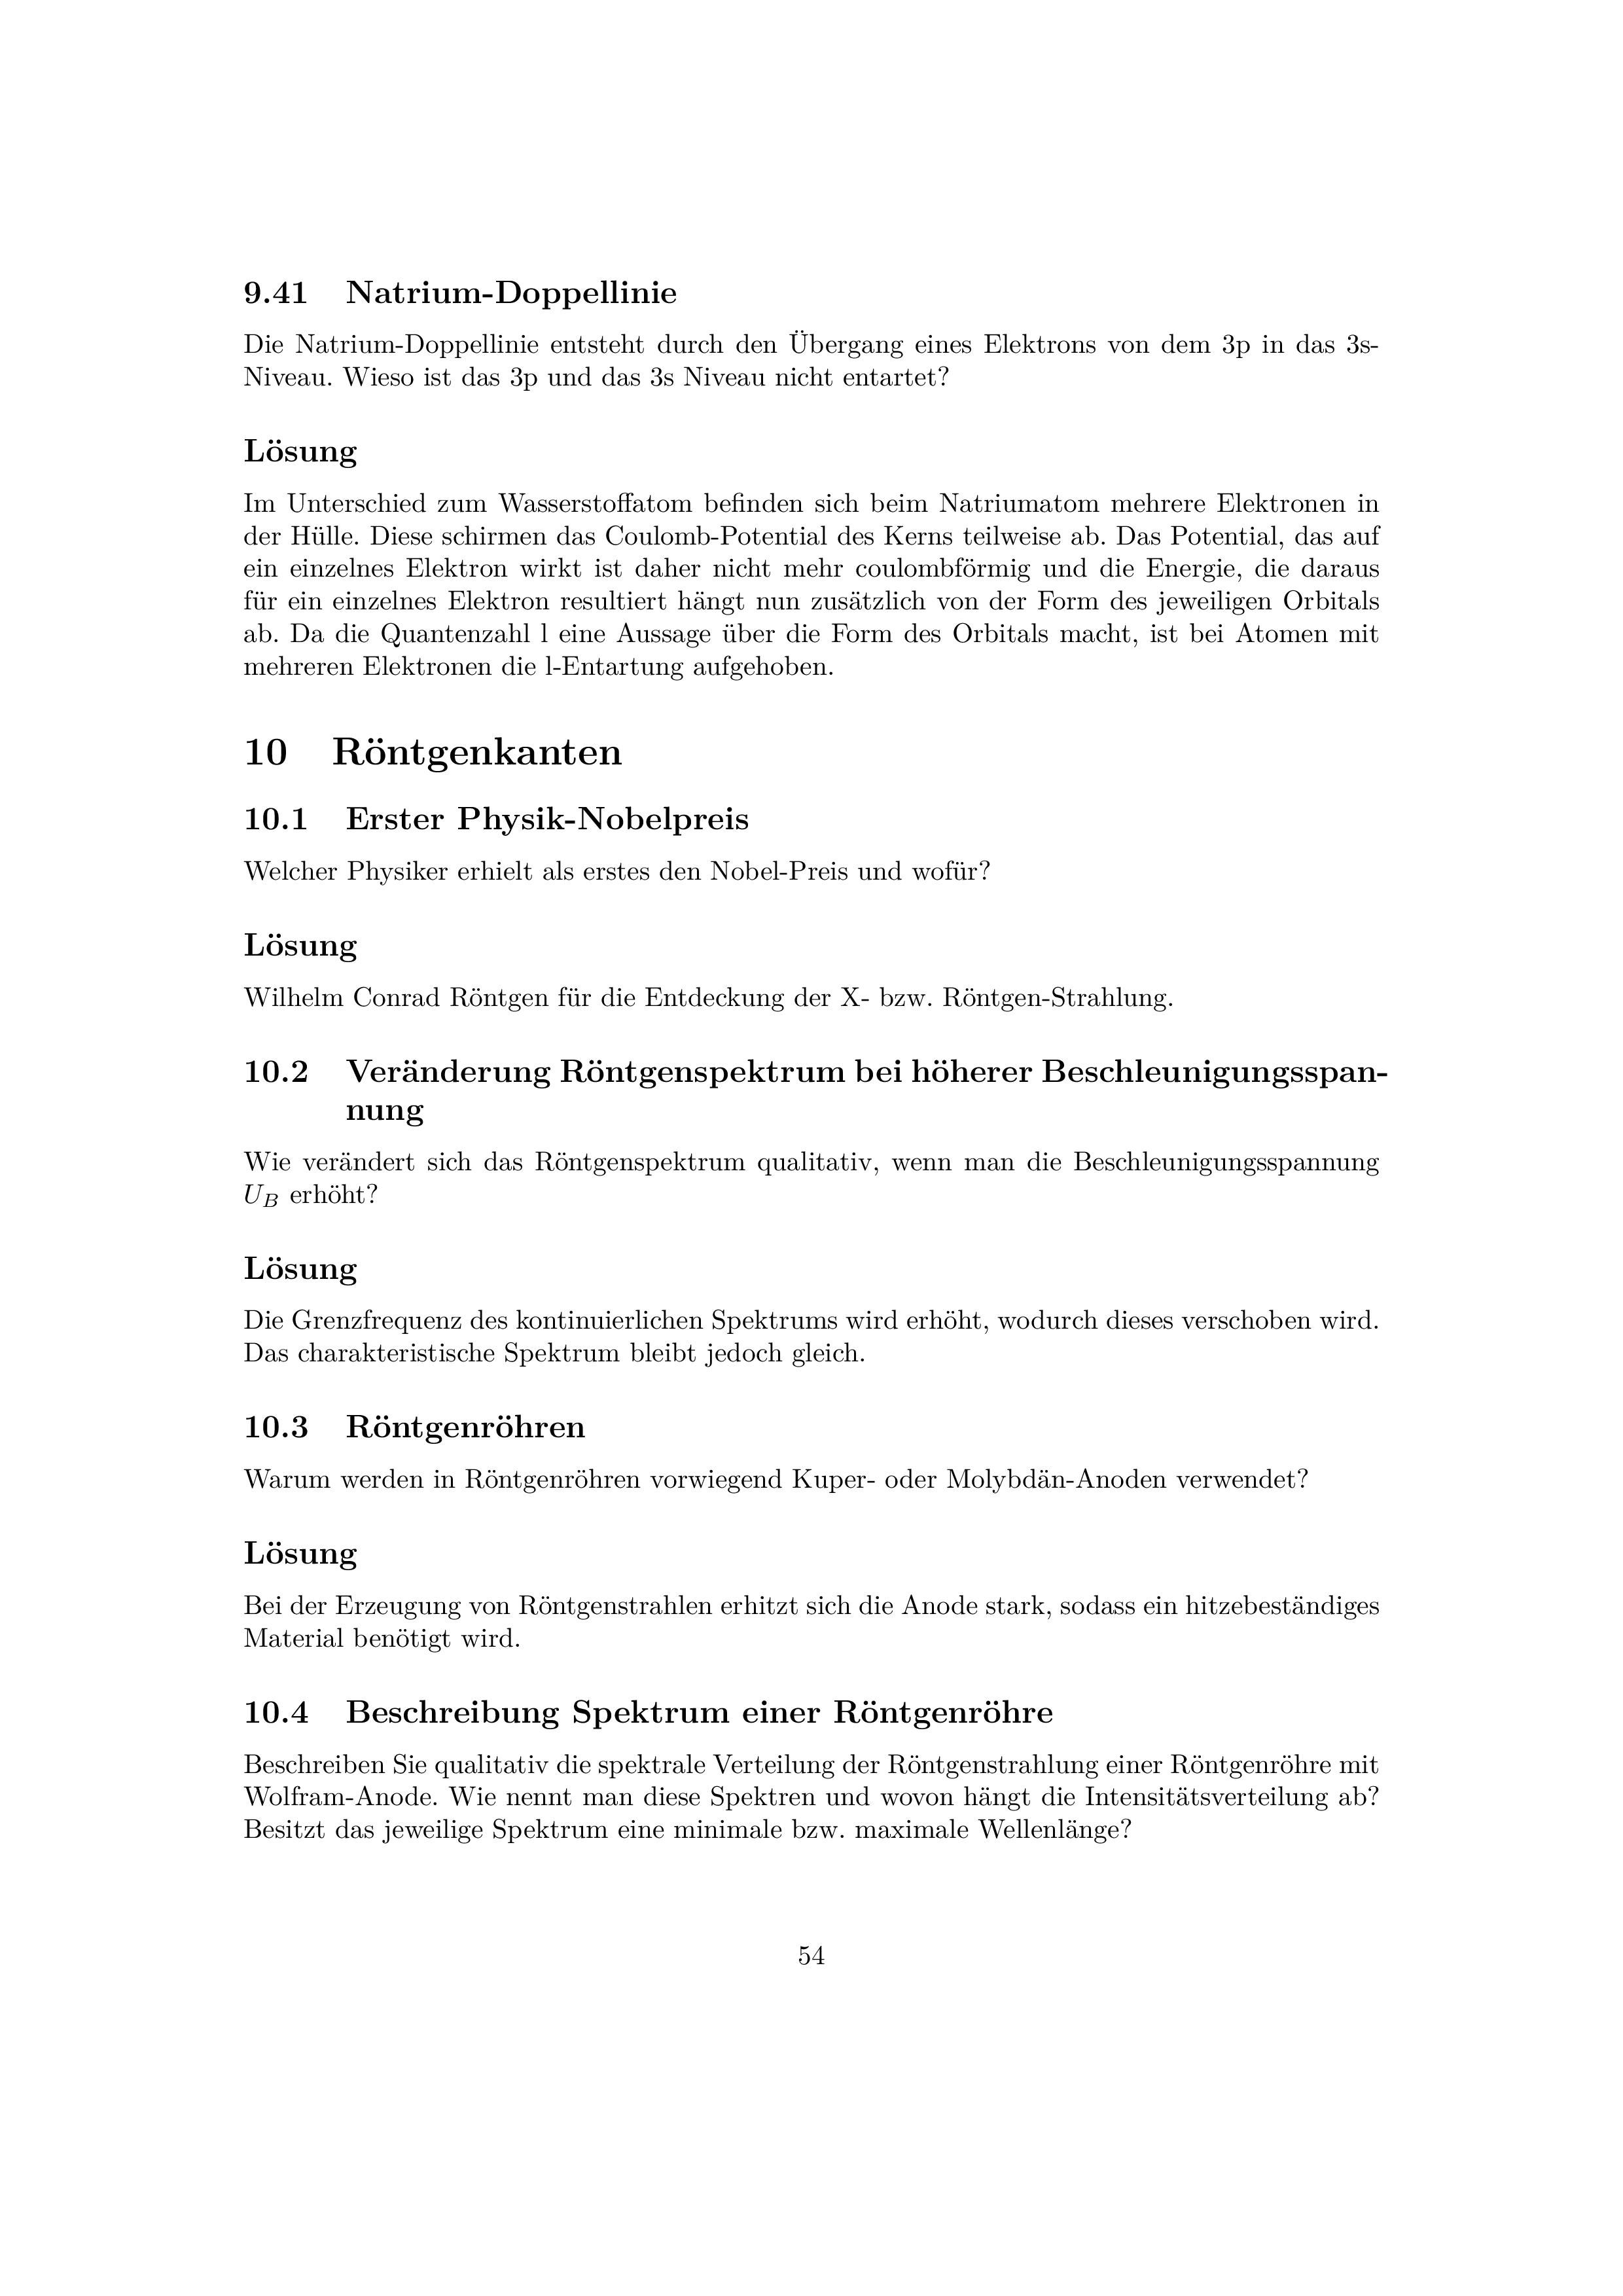 9.41 Natrium-Doppellinie
Die Natrium-Doppellinie entsteht durch den Übergang eines Elektrons von dem 3p in das 3s-
Niveau. Wieso ist das 3p und das 3s Niveau nicht entartet?
Lösung
Im Unterschied zum Wasserstoffatom befinden sich beim Natriumatom mehrere Elektronen in
der Hülle. Diese schirmen das Coulomb-Potential des Kerns teilweise ab. Das Potential, das auf
ein einzelnes Elektron wirkt ist daher nicht mehr coulombförmig und die Energie, die daraus
für ein einzelnes Elektron resultiert hängt nun zusätzlich von der Form des jeweiligen Orbitals
ab. Da die Quantenzahl l eine Aussage über die Form des Orbitals macht, ist bei Atomen mit
mehreren Elektronen die l-Entartung aufgehoben.
10 Röntgenkanten
10.1 Erster Physik-Nobelpreis
Welcher Physiker erhielt als erstes den Nobel-Preis und wofür?
Lösung
Wilhelm Conrad Röntgen für die Entdeckung der X- bzw. Röntgen-Strahlung.
10.2 Veränderung Röntgenspektrum bei höherer Beschleunigungsspan-
nung
Wie verändert sich das Röntgenspektrum qualitativ, wenn man die Beschleunigungsspannung
U_B erhöht?
Lösung
Die Grenzfrequenz des kontinuierlichen Spektrums wird erhöht, wodurch dieses verschoben wird.
Das charakteristische Spektrum bleibt jedoch gleich.
10.3 Röntgenröhren
Warum werden in Röntgenröhren vorwiegend Kuper- oder Molybdän-Anoden verwendet?
Lösung
Bei der Erzeugung von Röntgenstrahlen erhitzt sich die Anode stark, sodass ein hitzebeständiges
Material benötigt wird.
10.4 Beschreibung Spektrum einer Röntgenröhre
Beschreiben Sie qualitativ die spektrale Verteilung der Röntgenstrahlung einer Röntgenröhre mit
Wolfram-Anode. Wie nennt man diese Spektren und wovon hängt die Intensitätsverteilung ab?
Besitzt das jeweilige Spektrum eine minimale bzw. maximale Wellenlänge?
54